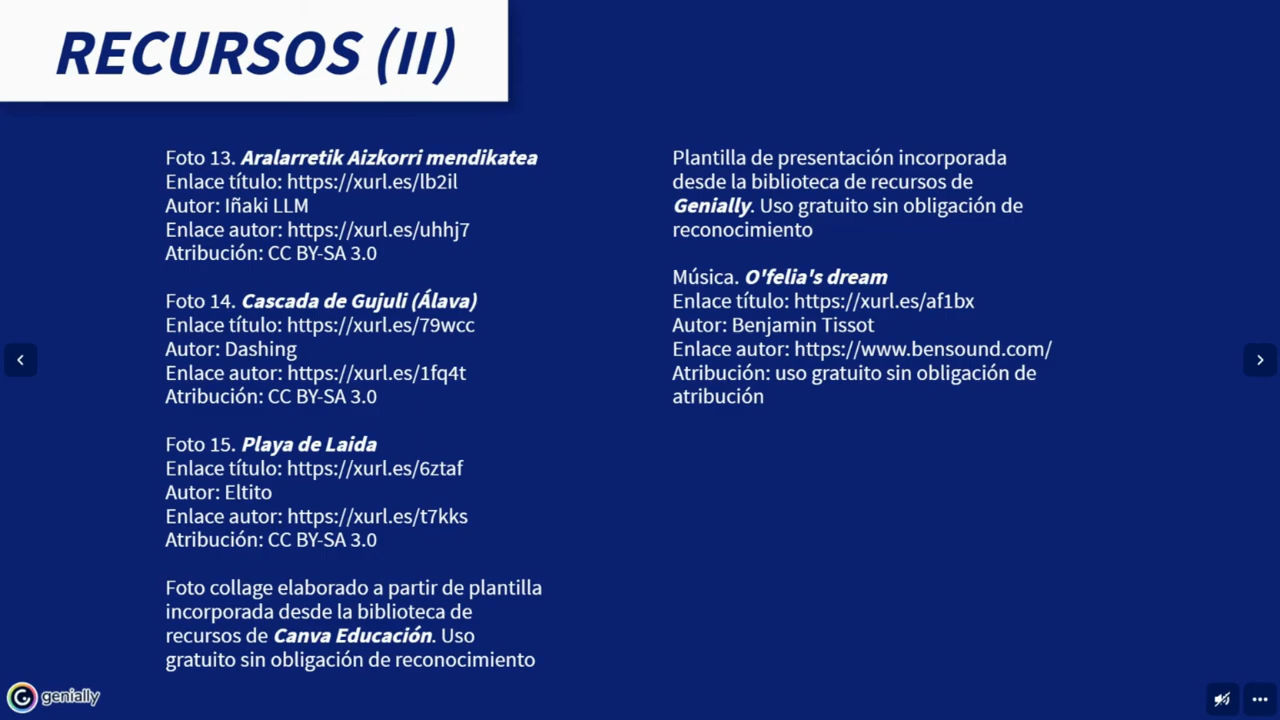 RECURSOS (II)
Foto 13. Aralarretik Aizkorri mendikatea
Enlace título: https://xurl.es/lb2il
Autor: Iñaki LLM
Enlace autor: https://xurl.es/uhhj7
Atribución: CC BY-SA 3.0
Foto 14. Cascada de Gujuli (Álava)
Enlace título: https://xurl.es/79wcc
Autor: Dashing
Enlace autor: https://xurl.es/1fq4t
Atribución: CC BY-SA 3.0
Foto 15. Playa de Laida
Enlace título: https://xurl.es/6ztaf
Autor: Eltito
Enlace autor: https://xurl.es/t7kks
Atribución: CC BY-SA 3.0
Foto collage elaborado a partir de plantilla
incorporada desde la biblioteca de
recursos de Canva Educación. Uso
gratuito sin obligación de reconocimiento
Plantilla de presentación incorporada
desde la biblioteca de recursos de
Genially. Uso gratuito sin obligación de
reconocimiento
Música. O'felia's dream
Enlace título: https://xurl.es/af1bx
Autor: Benjamin Tissot
Enlace autor: https://www.bensound.com/
Atribución: uso gratuito sin obligación de
atribución
genially